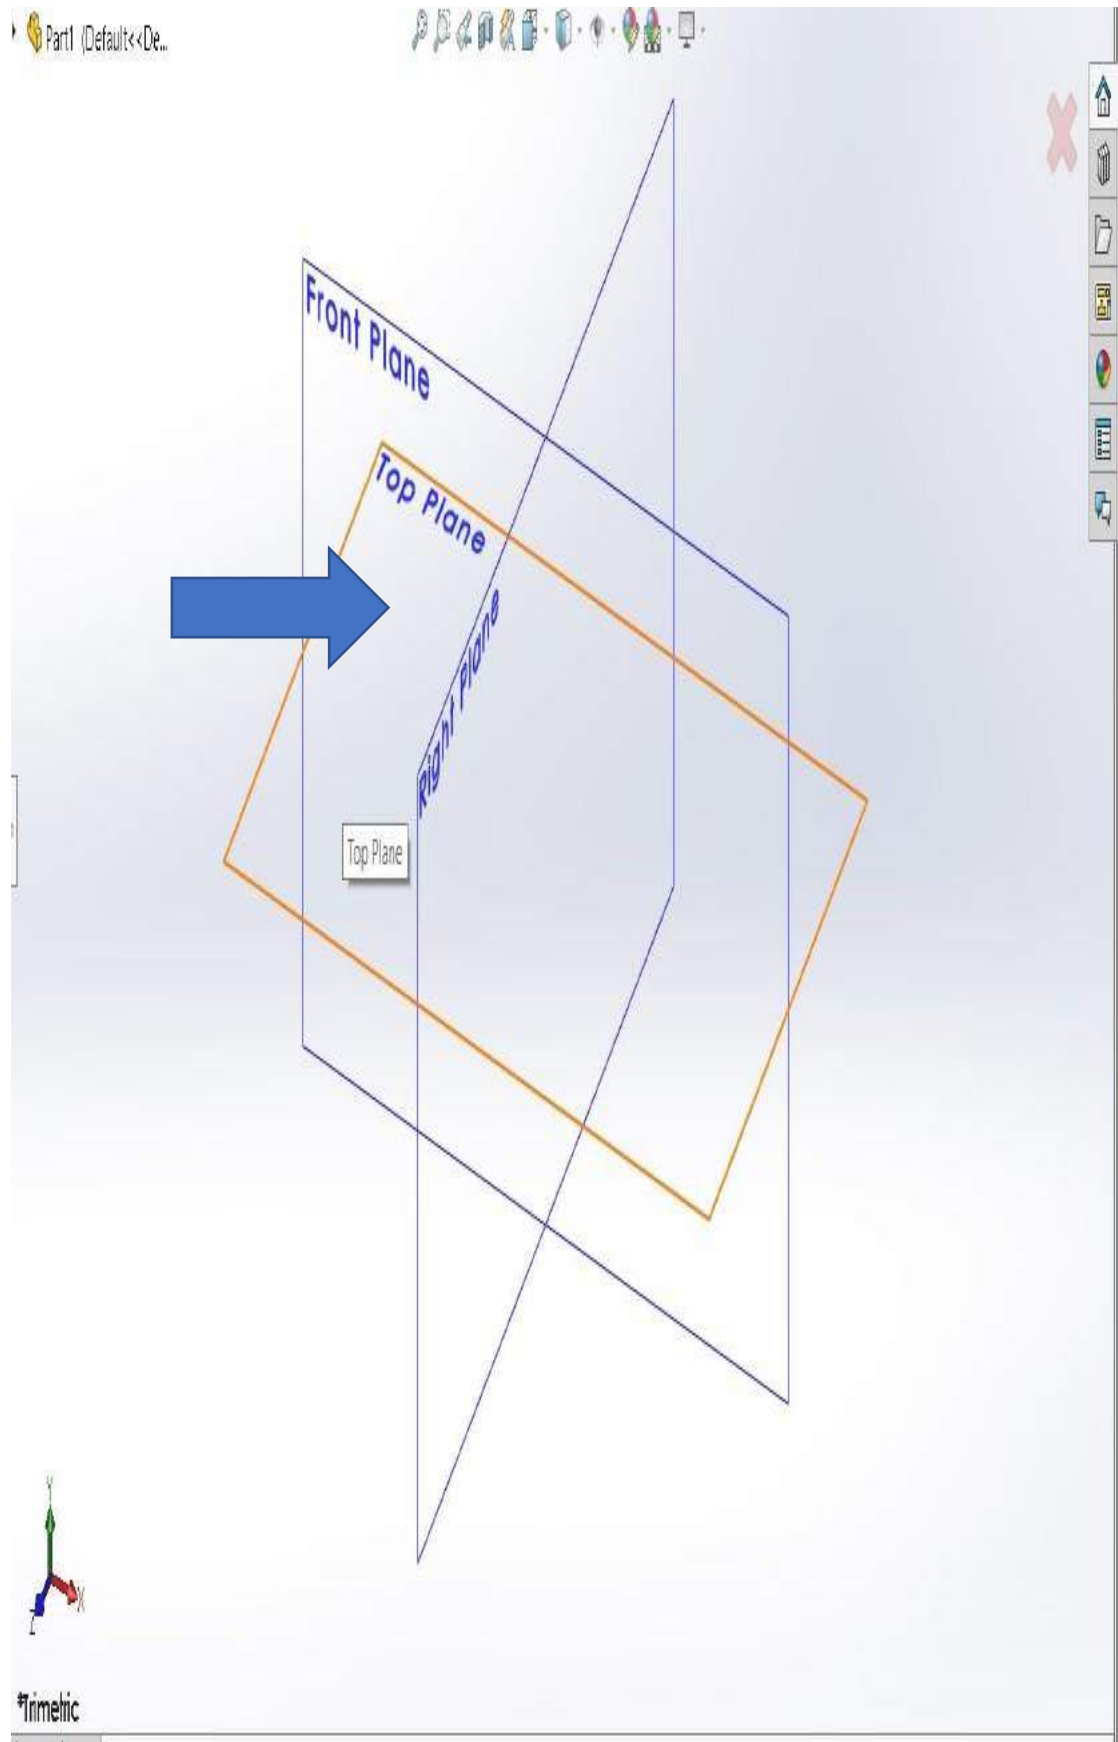 Part1 (Default<<De...
Front Plane
Top Plane
Right Plane
Top Plane
Y
X
Z
*Trimetric